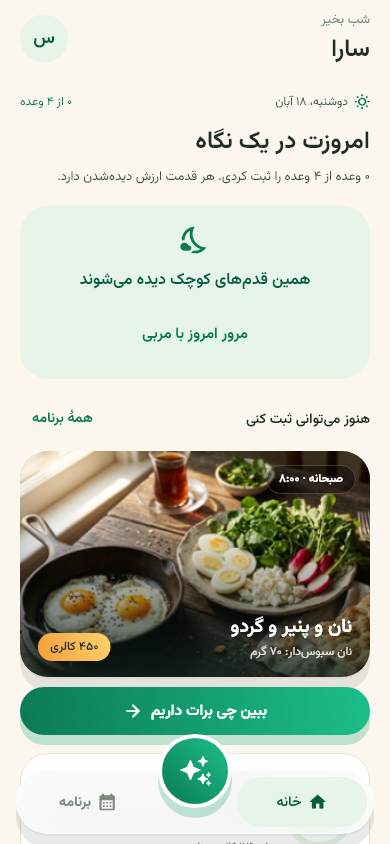 شب بخیر
سارا
س
دوشنبه، ۱۸ آبان
۰ از ۴ وعده
امروزت در یک نگاه
۰ وعده از ۴ وعده را ثبت کردی. هر قدمت ارزش دیده‌شدن دارد.
همین قدم‌های کوچک دیده می‌شوند
مرور امروز با مربی
هنوز می‌توانی ثبت کنی
همهٔ برنامه
صبحانه · ۸:۰۰
نان و پنیر و گردو
نان سبوس‌دار: ۷۰ گرم
۴۵۰ کالری
ببین چی برات داریم
خانه
برنامه